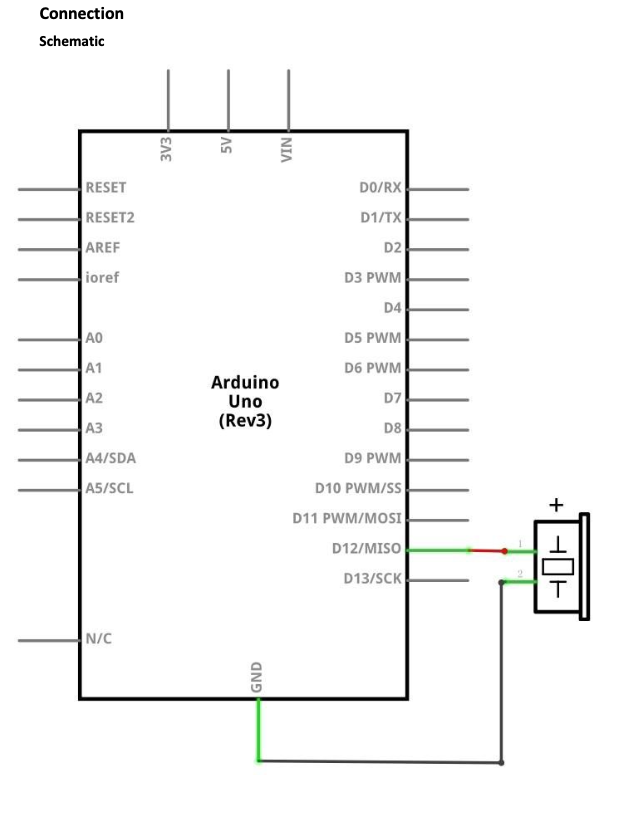 Connection
Schematic
3V3
5V
VIN
RESET
RESET2
AREF
ioref
A0
A1
A2
A3
A4/SDA
A5/SCL
N/C
Arduino
Uno
(Rev3)
D0/RX
D1/TX
D2
D3 PWM
D4
D5 PWM
D6 PWM
D7
D8
D9 PWM
D10 PWM/SS
D11 PWM/MOSI
D12/MISO
D13/SCK
GND
+
1
2